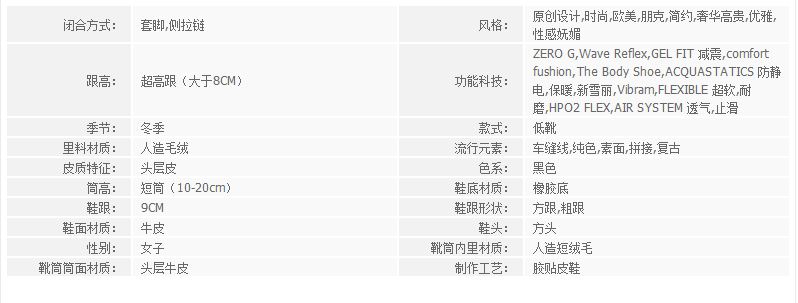 闭合方式： 套脚,侧拉链 风格： 原创设计,时尚,欧美,朋克,简约,奢华高贵,优雅,
性感妩媚
跟高： 超高跟（大于8CM） 功能科技： ZERO G,Wave Reflex,GEL FIT 减震,comfort
fushion,The Body Shoe,ACQUASTATICS 防静
电,保暖,新雪丽,Vibram,FLEXIBLE 超软,耐
磨,HPO2 FLEX,AIR SYSTEM 透气,止滑
季节： 冬季 款式： 低靴
里料材质： 人造毛绒 流行元素： 车缝线,纯色,素面,拼接,复古
皮质特征： 头层皮 色系： 黑色
筒高： 短筒（10-20cm） 鞋底材质： 橡胶底
鞋跟： 9CM 鞋跟形状： 方跟,粗跟
鞋面材质： 牛皮 鞋头： 方头
性别： 女子 靴筒内里材质： 人造短绒毛
靴筒筒面材质： 头层牛皮 制作工艺： 胶贴皮鞋